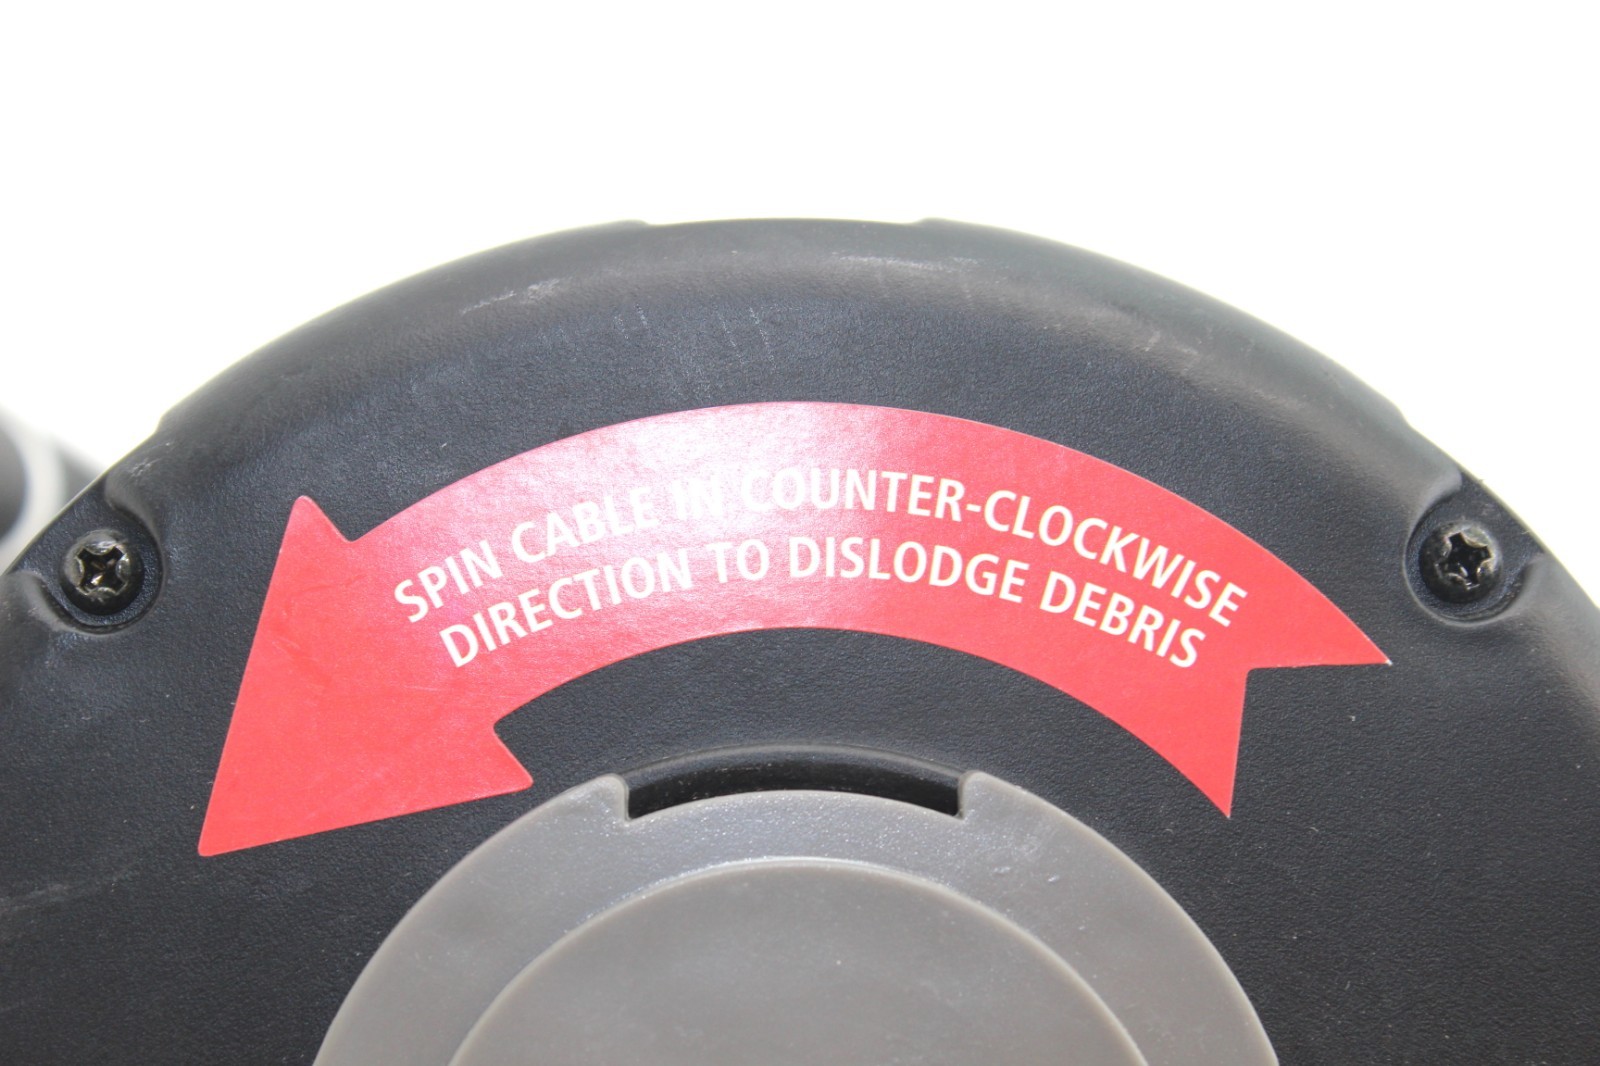 SPIN CABLE IN COUNTER-CLOCKWISE
DIRECTION TO DISLODGE DEBRIS